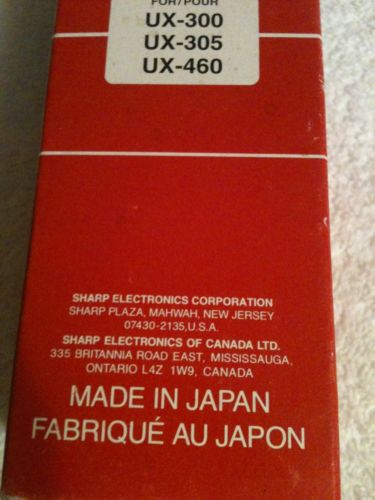 FOR/POUR
UX-300
UX-305
UX-460
SHARP ELECTRONICS CORPORATION
SHARP PLAZA, MAHWAH, NEW JERSEY
07430-2135, U.S.A.
SHARP ELECTRONICS OF CANADA LTD.
335 BRITANNIA ROAD EAST, MISSISSAUGA,
ONTARIO L4Z 1W9, CANADA
MADE IN JAPAN
FABRIQUÉ AU JAPON